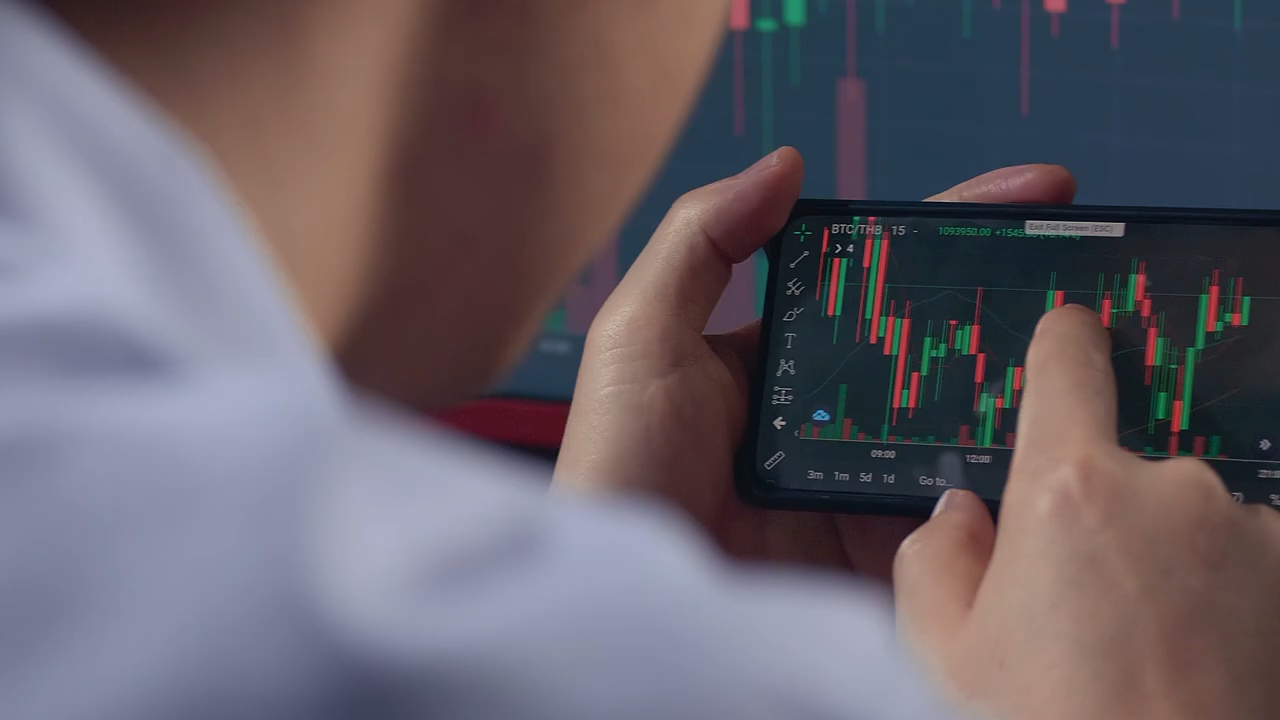 BTC/THB 15 - 1093950.00
Exit Full Screen (ESC)
4
T
09:00 12:00
3m 1m 5d 1d Go to...